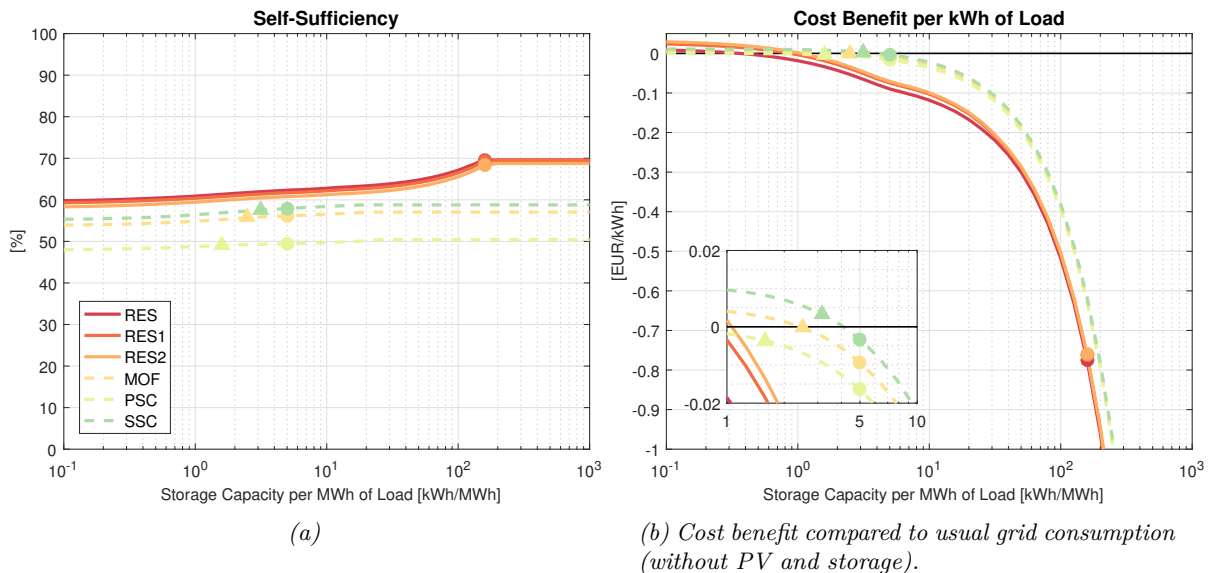 Self-Sufficiency
100
90
80
70
60
50
40
30
20
10
0
[%]
RES
RES1
RES2
MOF
PSC
SSC
10^-1
10^0
10^1
10^2
10^3
Storage Capacity per MWh of Load [kWh/MWh]
(a)
Cost Benefit per kWh of Load
0
-0.1
-0.2
-0.3
-0.4
-0.5
-0.6
-0.7
-0.8
-0.9
-1
[EUR/kWh]
0.02
0
-0.02
1
5
10
10^-1
10^0
10^1
10^2
10^3
Storage Capacity per MWh of Load [kWh/MWh]
(b) Cost benefit compared to usual grid consumption
(without PV and storage).